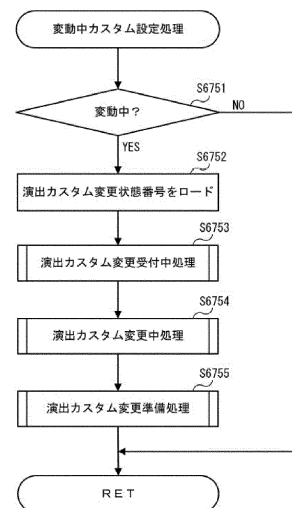 変動中カスタム設定処理
S6751
変動中？
NO
YES
S6752
演出カスタム変更状態番号をロード
S6753
演出カスタム変更受付中処理
S6754
演出カスタム変更中処理
S6755
演出カスタム変更準備処理
ＲＥＴ